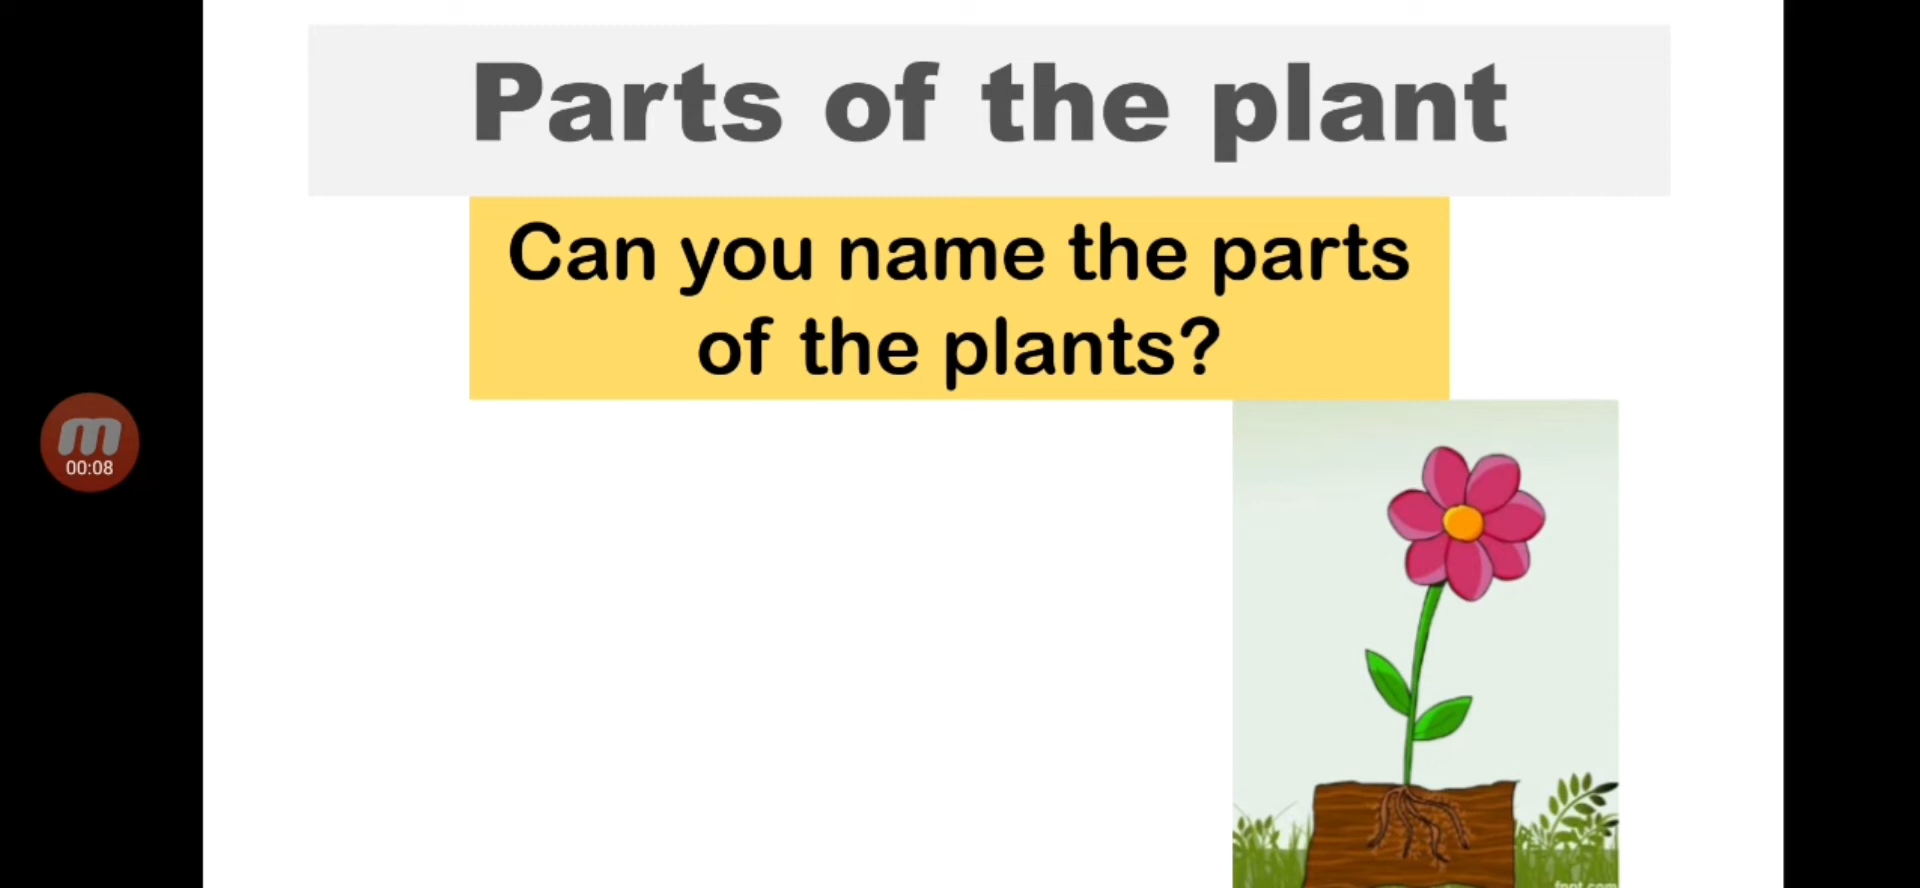 Parts of the plant
Can you name the parts
of the plants?
m
00:08